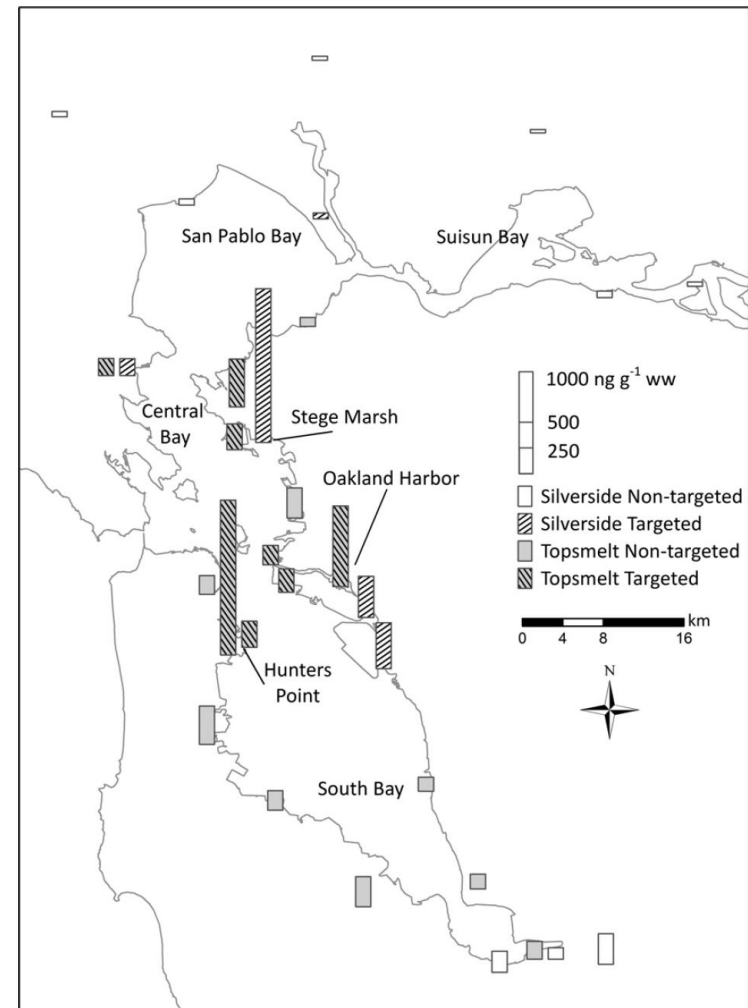 San Pablo Bay
Suisun Bay
1000 ng g⁻¹ ww
500
250
Central
Bay
Stege Marsh
Oakland Harbor
Silverside Non-targeted
Silverside Targeted
Topsmelt Non-targeted
Topsmelt Targeted
km
0 4 8 16
Hunters
Point
N
South Bay